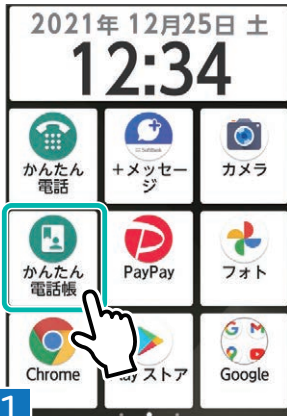 2021年 12月25日 土
12:34
かんたん
電話
SoftBank
+メッセー
ジ
カメラ
かんたん
電話帳
PayPay
フォト
Chrome
ay ストア
Google
G M
1